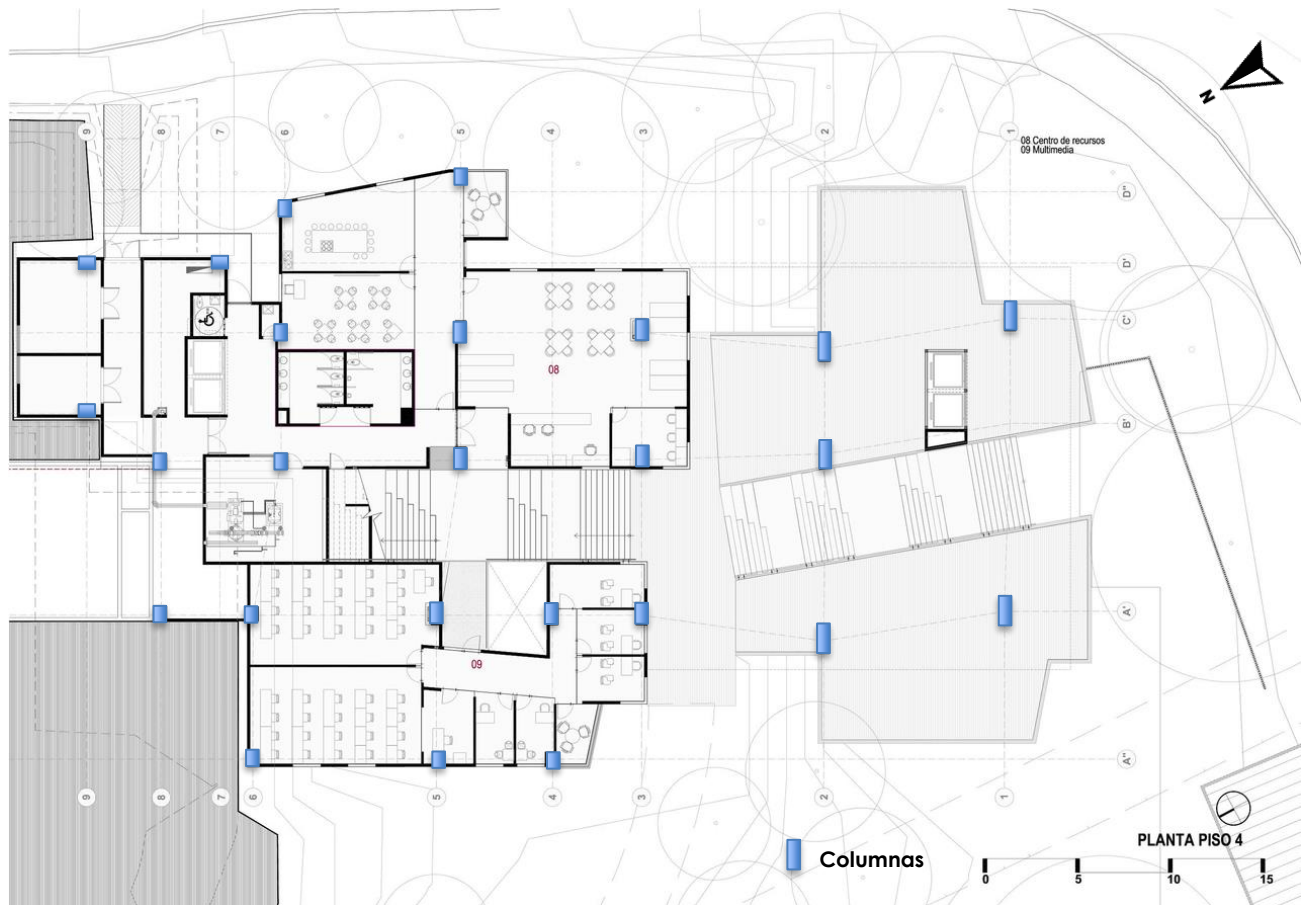 N
9 8 7 6 5 4 3 2 1
08 Centro de recursos
09 Multimedia
D''
D'
C'
08
B'
A'
09
A''
9 8 7 6 5 4 3 2 1
PLANTA PISO 4
Columnas
0 5 10 15